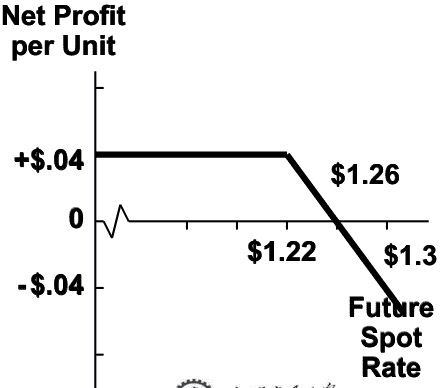 Net Profit
per Unit
+$.04
$1.26
0
$1.22
$1.3
-$.04
Future
Spot
Rate